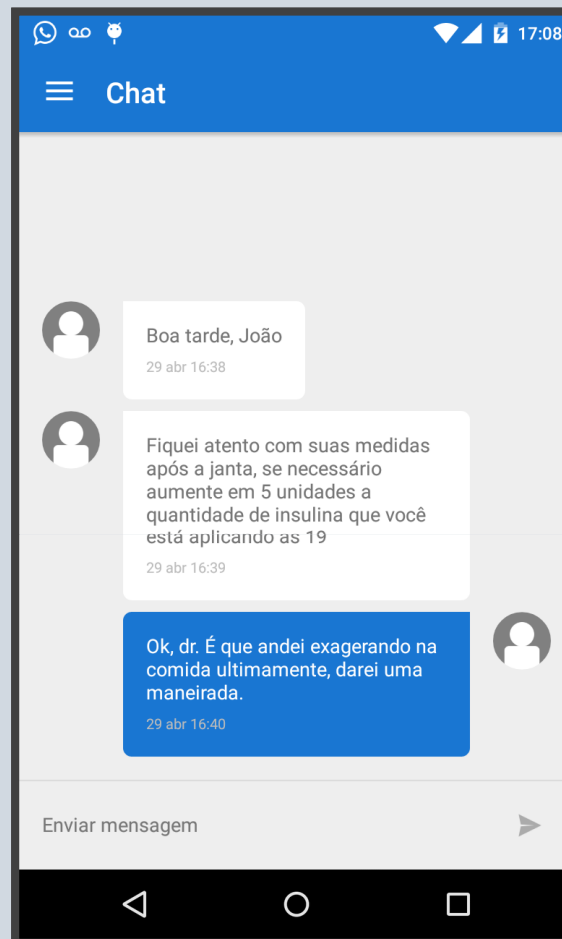 17:08
Chat
Boa tarde, João
29 abr 16:38
Fiquei atento com suas medidas
após a janta, se necessário
aumente em 5 unidades a
quantidade de insulina que você
está aplicando as 19
29 abr 16:39
Ok, dr. É que andei exagerando na
comida ultimamente, darei uma
maneirada.
29 abr 16:40
Enviar mensagem